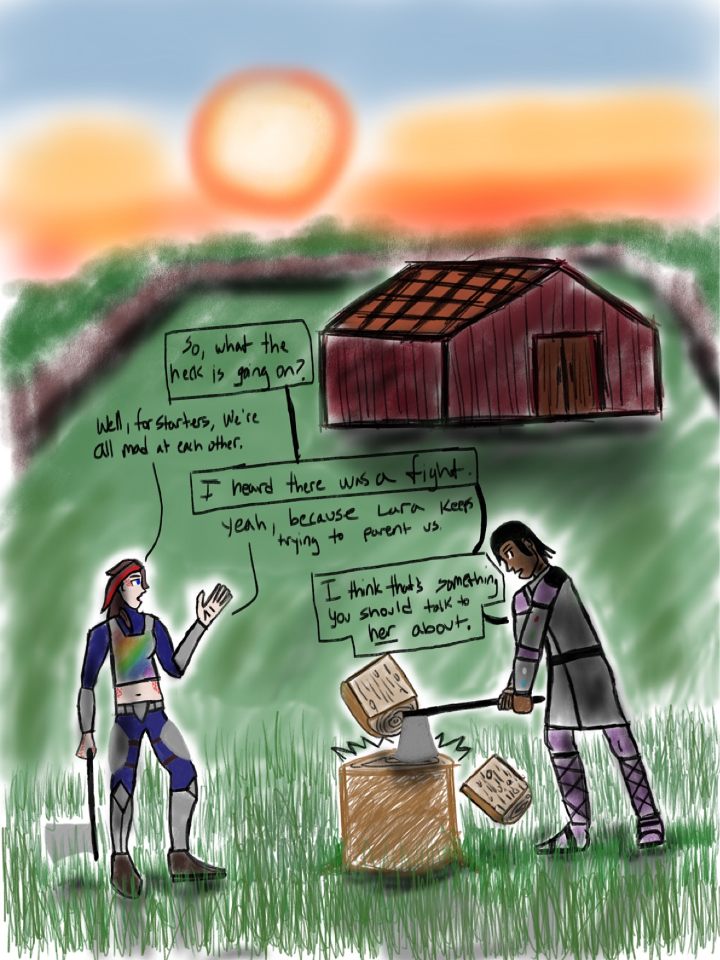 So, what the
heck is going on?
Well, for starters, We're
all mad at each other.
I heard there was a fight.
yeah, because Lara keeps
trying to parent us.
I think that's something
you should talk to
her about.